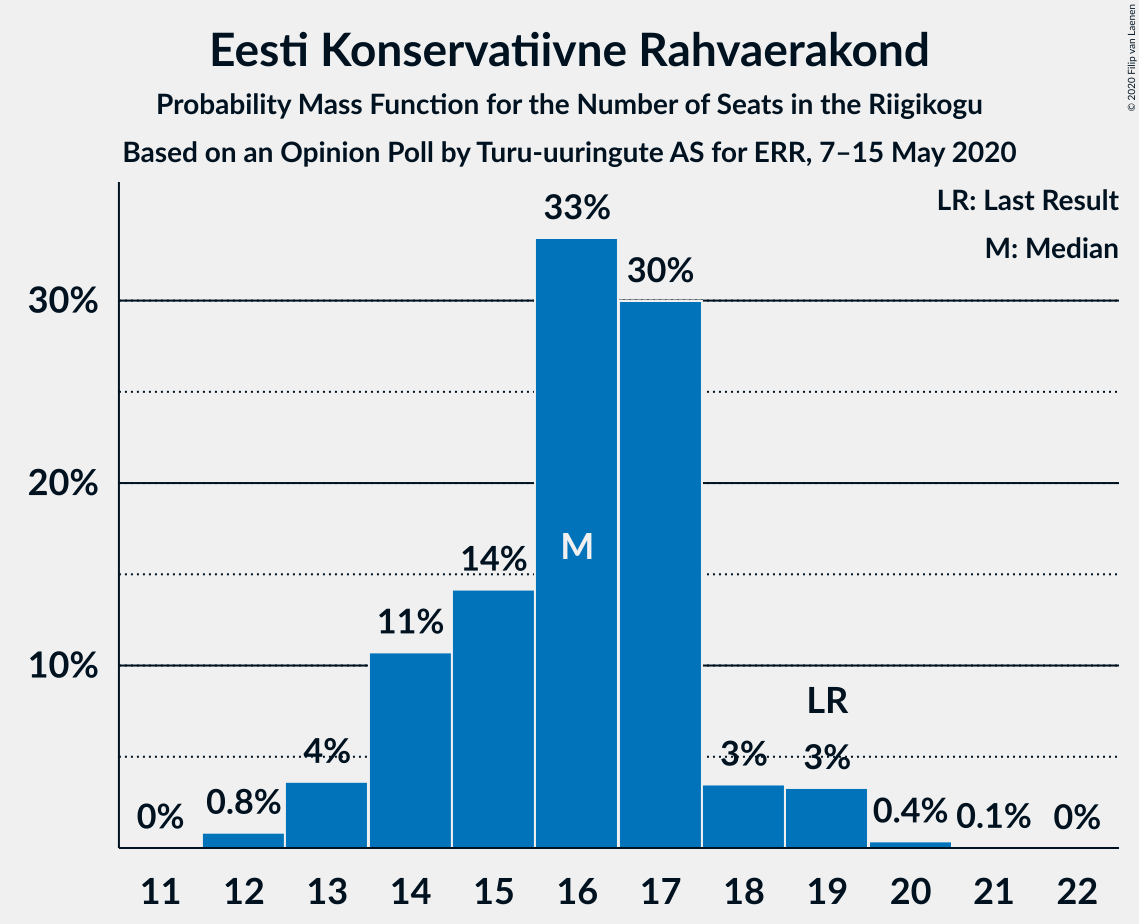 Eesti Konservatiivne Rahvaerakond
Probability Mass Function for the Number of Seats in the Riigikogu
Based on an Opinion Poll by Turu-uuringute AS for ERR, 7–15 May 2020
© 2020 Filip van Laenen
LR: Last Result
M: Median
33%
30%
30%
20%
14%
M
11%
10%
LR
4%
3%
3%
0%
0.8%
0.4%
0.1%
0%
11 12 13 14 15 16 17 18 19 20 21 22